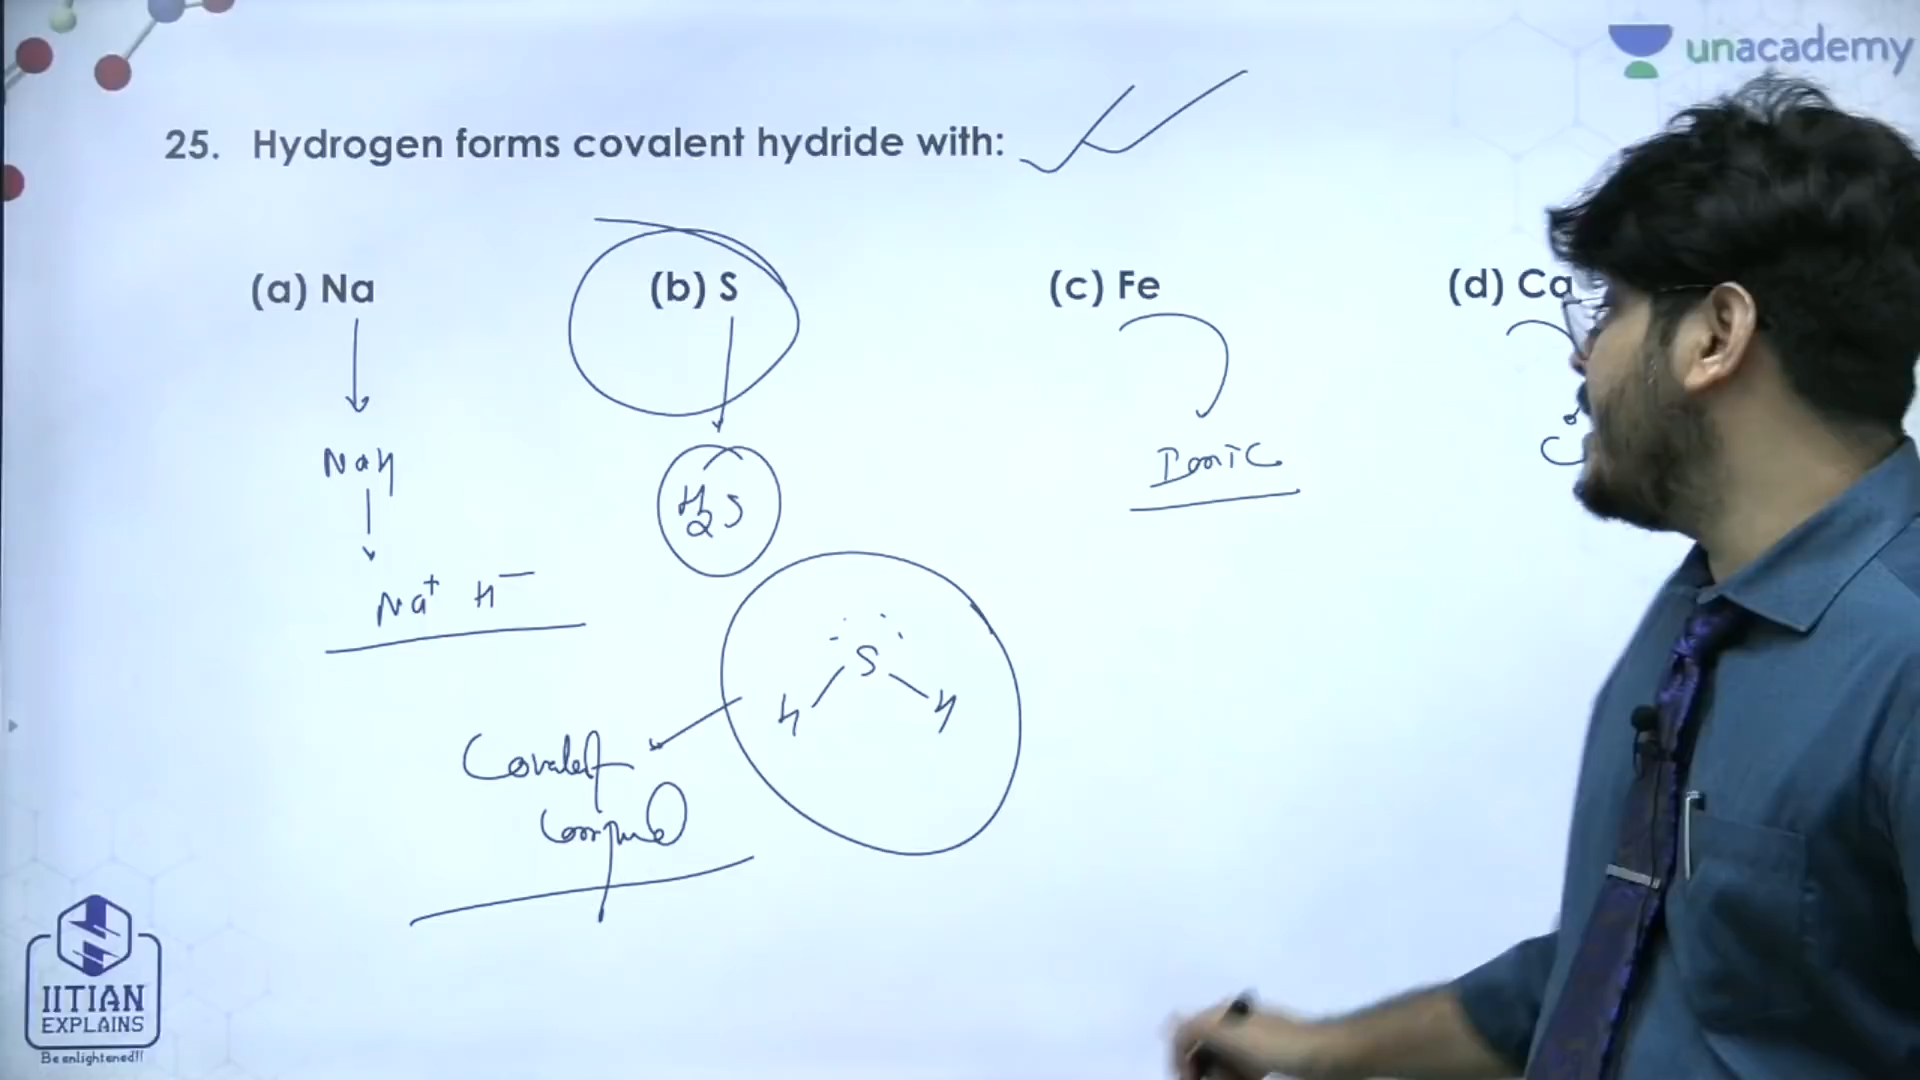 unacademy
25. Hydrogen forms covalent hydride with:
(a) Na
(b) S
(c) Fe
(d) Ca
NaH
H2S
Ionic
Na+ H−
S
H H
Covalent
IITIAN
EXPLAINS
Be enlightened!!